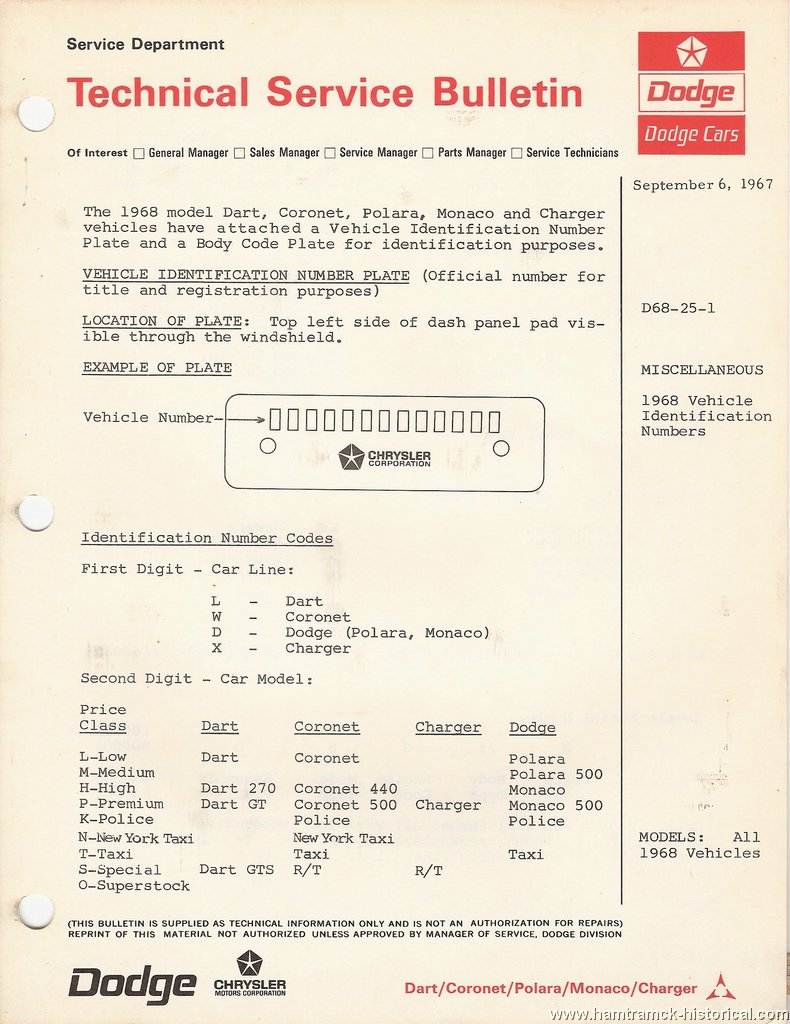 Service Department
Technical Service Bulletin
Dodge
Dodge Cars
Of Interest □ General Manager □ Sales Manager □ Service Manager □ Parts Manager □ Service Technicians
September 6, 1967
The 1968 model Dart, Coronet, Polara, Monaco and Charger
vehicles have attached a Vehicle Identification Number
Plate and a Body Code Plate for identification purposes.
VEHICLE IDENTIFICATION NUMBER PLATE (Official number for
title and registration purposes)
D68-25-1
LOCATION OF PLATE: Top left side of dash panel pad vis-
ible through the windshield.
EXAMPLE OF PLATE
MISCELLANEOUS
1968 Vehicle
Identification
Numbers
Vehicle Number
CHRYSLER
CORPORATION
Identification Number Codes
First Digit - Car Line:
L - Dart
W - Coronet
D - Dodge (Polara, Monaco)
X - Charger
Second Digit - Car Model:
Price
Class Dart Coronet Charger Dodge
L-Low Dart Coronet Polara
M-Medium Polara 500
H-High Dart 270 Coronet 440 Monaco
P-Premium Dart GT Coronet 500 Charger Monaco 500
K-Police Police Police
N-New York Taxi New York Taxi
T-Taxi Taxi Taxi
S-Special Dart GTS R/T R/T
O-Superstock
MODELS: All
1968 Vehicles
(THIS BULLETIN IS SUPPLIED AS TECHNICAL INFORMATION ONLY AND IS NOT AN AUTHORIZATION FOR REPAIRS)
REPRINT OF THIS MATERIAL NOT AUTHORIZED UNLESS APPROVED BY MANAGER OF SERVICE, DODGE DIVISION
Dodge
CHRYSLER
MOTORS CORPORATION
Dart/Coronet/Polara/Monaco/Charger
www.hamtramck-historical.com